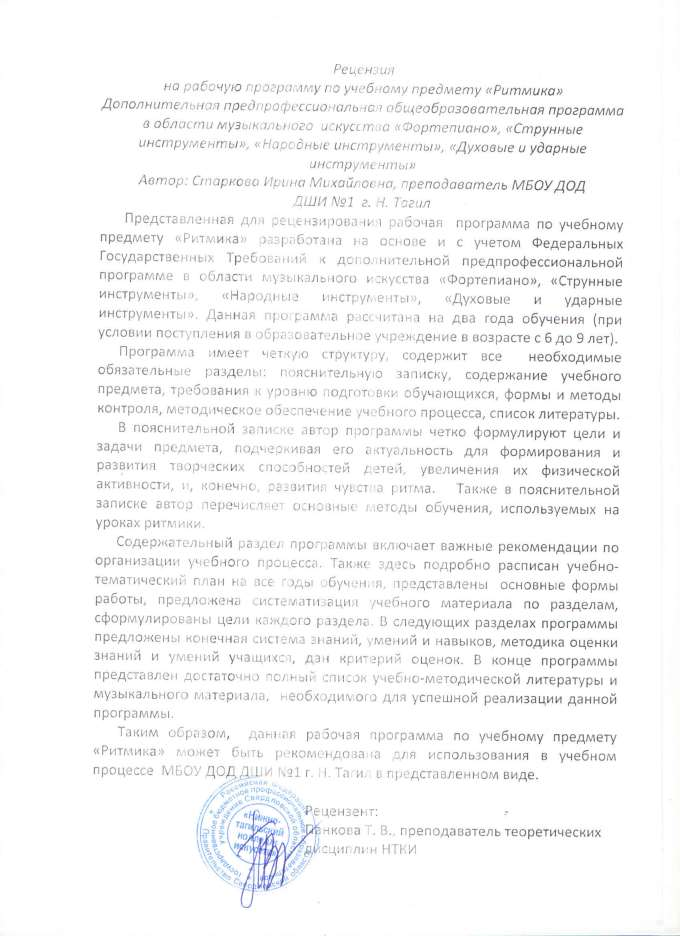 Рецензия
на рабочую программу по учебному предмету «Ритмика»
Дополнительная предпрофессиональная общеобразовательная программа
в области музыкального искусства «Фортепиано», «Струнные
инструменты», «Народные инструменты», «Духовые и ударные
инструменты»
Автор: Старкова Ирина Михайловна, преподаватель МБОУ ДОД
ДШИ №1 г. Н. Тагил
Представленная для рецензирования рабочая программа по учебному
предмету «Ритмика» разработана на основе и с учетом Федеральных
Государственных Требований к дополнительной предпрофессиональной
программе в области музыкального искусства «Фортепиано», «Струнные
инструменты», «Народные инструменты», «Духовые и ударные
инструменты». Данная программа рассчитана на два года обучения (при
условии поступления в образовательное учреждение в возрасте с 6 до 9 лет).
Программа имеет четкую структуру, содержит все необходимые
обязательные разделы: пояснительную записку, содержание учебного
предмета, требования к уровню подготовки обучающихся, формы и методы
контроля, методическое обеспечение учебного процесса, список литературы.
В пояснительной записке автор программы четко формулируют цели и
задачи предмета, подчеркивая его актуальность для формирования и
развития творческих способностей детей, увеличения их физической
активности, и, конечно, развития чувства ритма. Также в пояснительной
записке автор перечисляет основные методы обучения, используемых на
уроках ритмики.
Содержательный раздел программы включает важные рекомендации по
организации учебного процесса. Также здесь подробно расписан учебно-
тематический план на все годы обучения, представлены основные формы
работы, предложена систематизация учебного материала по разделам,
сформулированы цели каждого раздела. В следующих разделах программы
предложены конечная система знаний, умений и навыков, методика оценки
знаний и умений учащихся, дан критерий оценок. В конце программы
представлен достаточно полный список учебно-методической литературы и
музыкального материала, необходимого для успешной реализации данной
программы.
Таким образом, данная рабочая программа по учебному предмету
«Ритмика» может быть рекомендована для использования в учебном
процессе МБОУ ДОД ДШИ №1 г. Н. Тагил в представленном виде.
Рецензент:
Панкова Т. В., преподаватель теоретических
дисциплин НТКИ
«Нижне-
тагильский
колледж
искусств»